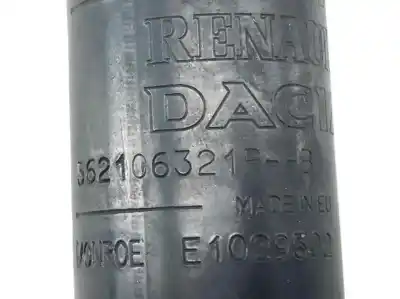 RENAU
DACI
562106321R--B
MADE IN EU
MONROE E1029522